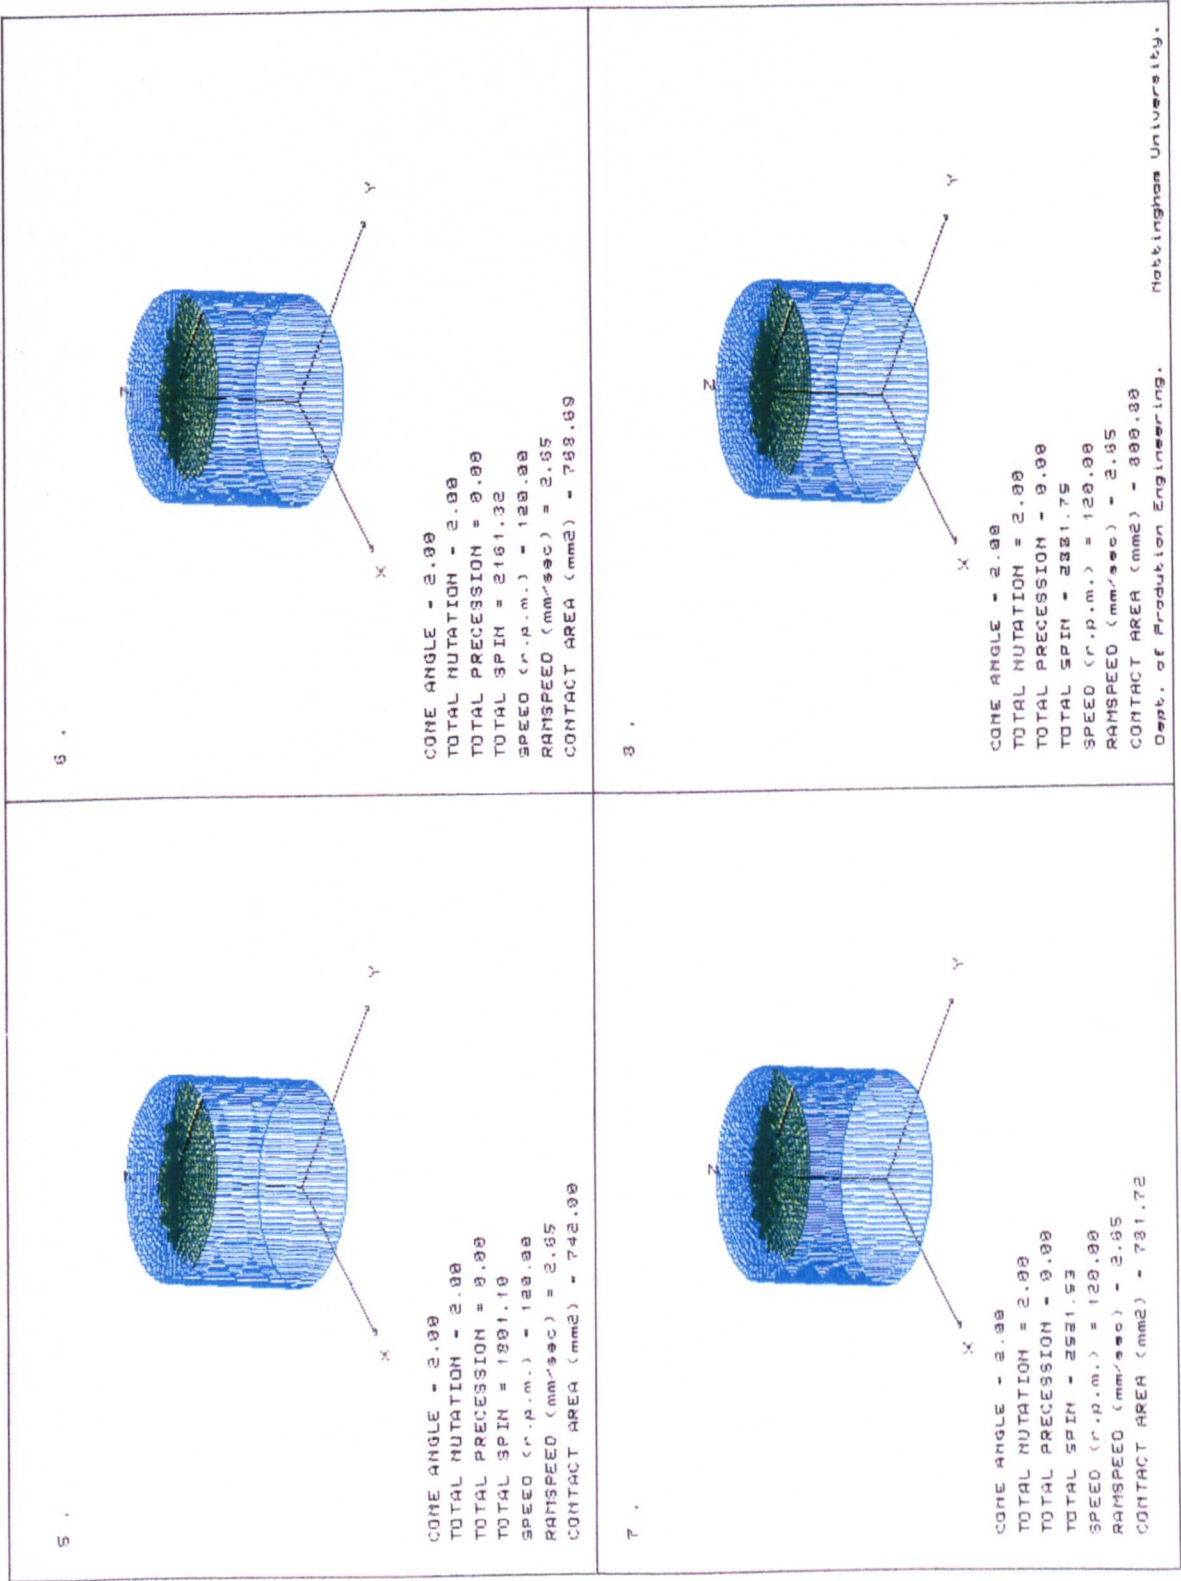 5 .
Z
X
Y
CONE ANGLE = 2.00
TOTAL NUTATION = 2.00
TOTAL PRECESSION = 0.00
TOTAL SPIN = 1801.10
SPEED (r.p.m.) = 120.00
RAMSPEED (mm/sec) = 2.65
CONTACT AREA (mm2) = 742.00
6 .
Z
X
Y
CONE ANGLE = 2.00
TOTAL NUTATION = 2.00
TOTAL PRECESSION = 0.00
TOTAL SPIN = 2161.32
SPEED (r.p.m.) = 120.00
RAMSPEED (mm/sec) = 2.65
CONTACT AREA (mm2) = 768.69
7 .
Z
X
Y
CONE ANGLE = 2.00
TOTAL NUTATION = 2.00
TOTAL PRECESSION = 0.00
TOTAL SPIN = 2521.53
SPEED (r.p.m.) = 120.00
RAMSPEED (mm/sec) = 2.65
CONTACT AREA (mm2) = 781.72
8 .
Z
X
Y
CONE ANGLE = 2.00
TOTAL NUTATION = 2.00
TOTAL PRECESSION = 0.00
TOTAL SPIN = 2881.75
SPEED (r.p.m.) = 120.00
RAMSPEED (mm/sec) = 2.65
CONTACT AREA (mm2) = 800.80
Dept. of Prodution Engineering. Nottingham University.